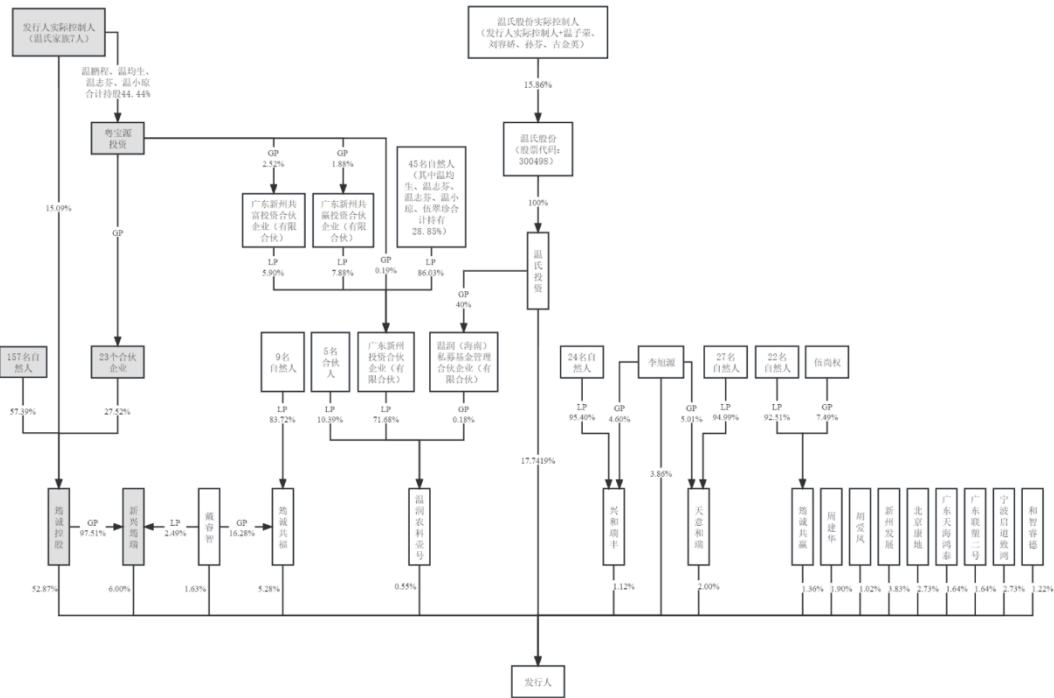 发行人实际控制人
（温氏家族7人）
温氏股份实际控制人
（发行人实际控制人+温子荣、
刘容娇、孙芬、古金英）
温鹏程、温均生、
温志芬、温小琼
合计持股44.44%
15.86%
粤宝源
投资
温氏股份
（股票代码：
300498）
GP
2.52%
GP
1.88%
45名自然人
（其中温均
生、温志芬、
温志芬、温小
琼、伍翠珍合
计持有
28.85%）
15.09%
100%
广东新州共
富投资合伙
企业（有限
合伙）
广东新州共
赢投资合伙
企业（有限
合伙）
GP
温氏投资
LP
5.90%
LP
7.88%
GP
0.19%
LP
86.03%
GP
40%
157名自
然人
23个合伙
企业
9名
自然人
5名
合伙
人
广东新州
投资合伙
企业（有限
合伙）
温润（海南）
私募基金管理
合伙企业（有
限合伙）
24名自
然人
李旭源
27名
自然人
22名
自然人
伍尚权
57.39%
27.52%
LP
83.72%
LP
10.39%
LP
71.68%
GP
0.18%
LP
95.40%
GP
4.60%
GP
5.01%
LP
94.99%
LP
92.51%
GP
7.49%
17.7419%
3.86%
筠诚控股
GP
97.51%
新兴筠瑞
LP
2.49%
戴睿智
GP
16.28%
筠诚共福
温润农科壹号
兴和瑞丰
天意和瑞
筠诚共赢
周建华
胡爱凤
新州发展
北京康地
广东天海鸿泰
广东联塑二号
宁波启道致润
和智睿德
52.87%
6.00%
1.63%
5.28%
0.55%
1.12%
2.00%
1.36%
1.90%
1.02%
3.83%
2.73%
1.64%
1.64%
2.73%
1.22%
发行人